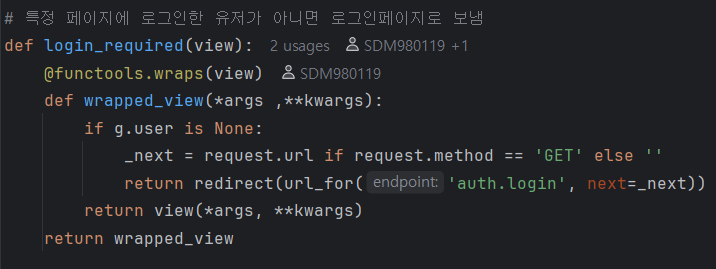 # 특정 페이지에 로그인한 유저가 아니면 로그인페이지로 보냄
def login_required(view): 2 usages SDM980119 +1
@functools.wraps(view) SDM980119
def wrapped_view(*args ,**kwargs):
if g.user is None:
_next = request.url if request.method == 'GET' else ''
return redirect(url_for( endpoint: 'auth.login', next=_next))
return view(*args, **kwargs)
return wrapped_view